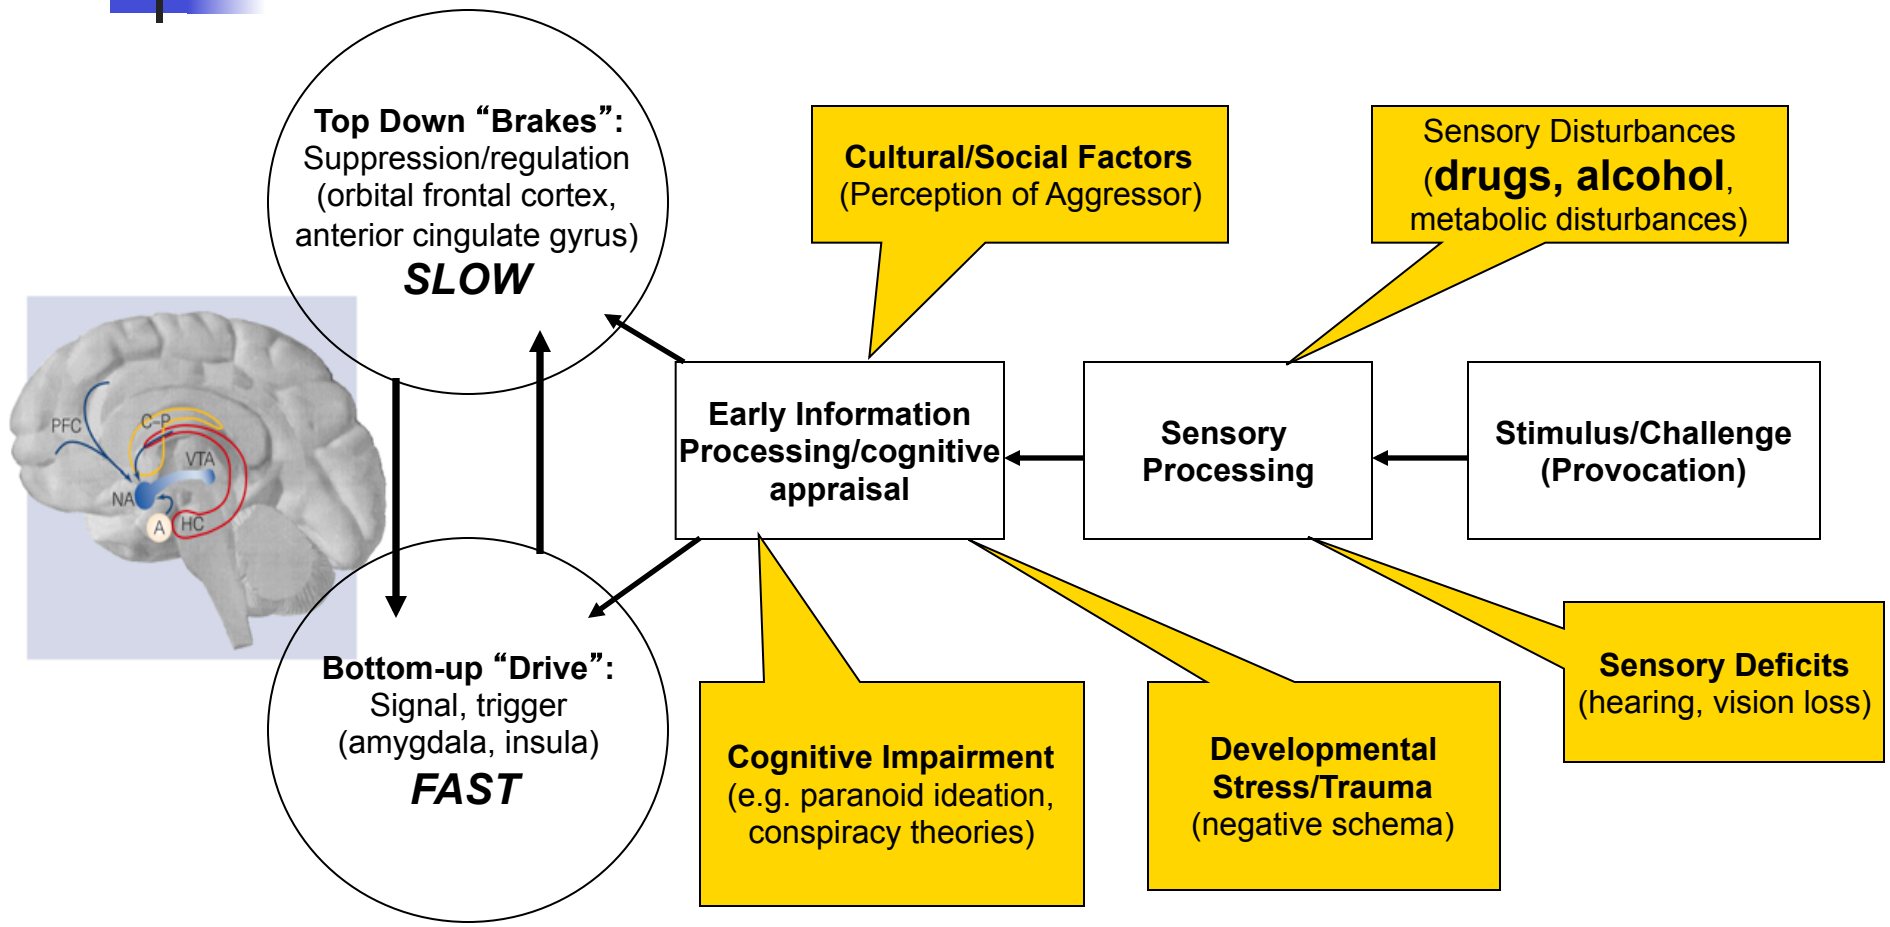 Top Down “Brakes”:
Suppression/regulation
(orbital frontal cortex,
anterior cingulate gyrus)
SLOW
Cultural/Social Factors
(Perception of Aggressor)
Sensory Disturbances
(drugs, alcohol,
metabolic disturbances)
PFC
C-P
VTA
NA
A
HC
Early Information
Processing/cognitive
appraisal
Sensory
Processing
Stimulus/Challenge
(Provocation)
Bottom-up “Drive”:
Signal, trigger
(amygdala, insula)
FAST
Cognitive Impairment
(e.g. paranoid ideation,
conspiracy theories)
Developmental
Stress/Trauma
(negative schema)
Sensory Deficits
(hearing, vision loss)